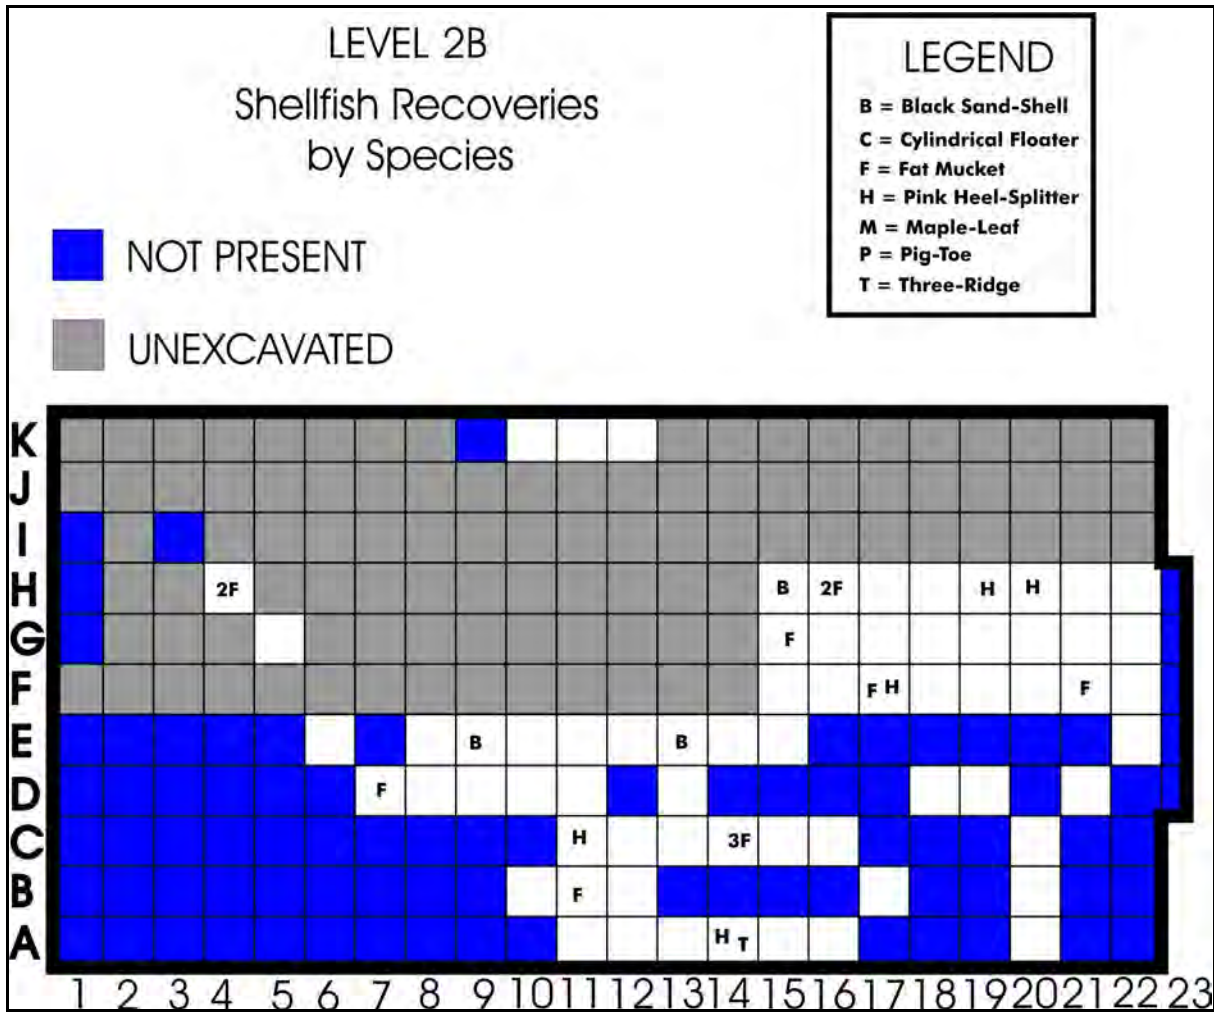 LEVEL 2B
Shellfish Recoveries
by Species
LEGEND
B = Black Sand-Shell
C = Cylindrical Floater
F = Fat Mucket
H = Pink Heel-Splitter
M = Maple-Leaf
P = Pig-Toe
T = Three-Ridge
NOT PRESENT
UNEXCAVATED
K
J
I
H 2F B 2F H H
G F
F F H F
E B B
D F
C H 3F
B F
A H T
1 2 3 4 5 6 7 8 9 10 11 12 13 14 15 16 17 18 19 20 21 22 23